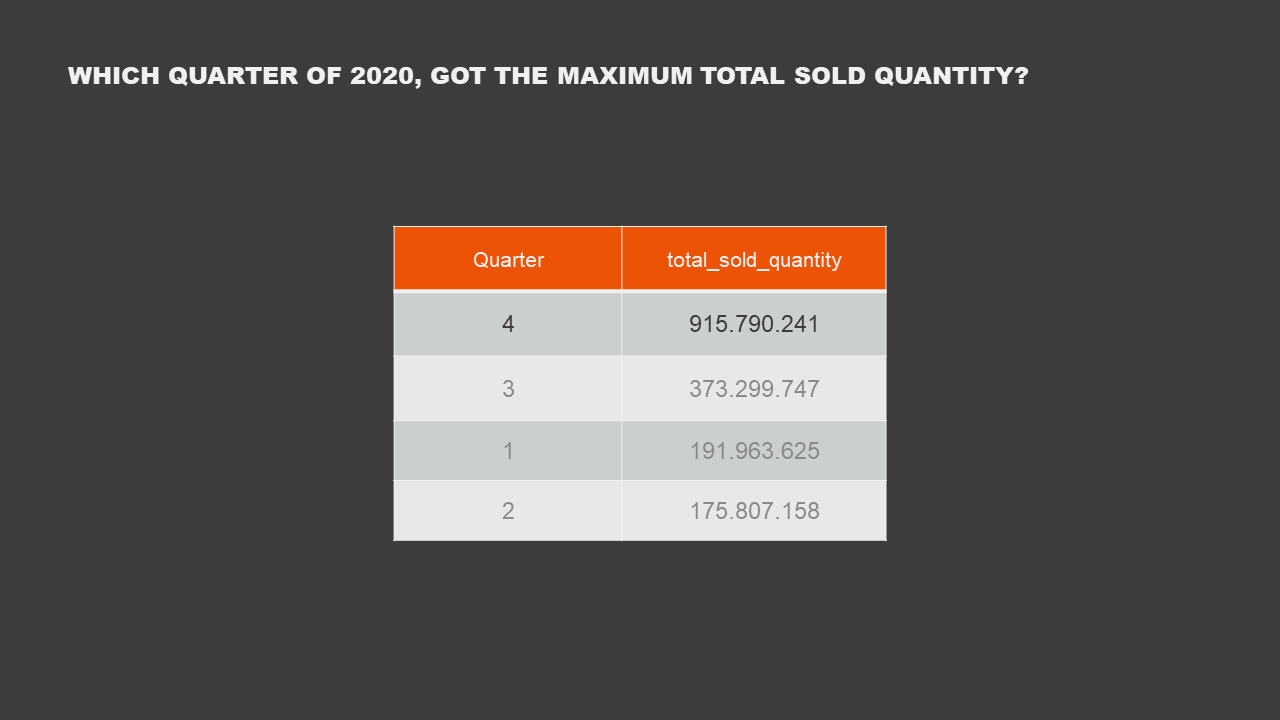 WHICH QUARTER OF 2020, GOT THE MAXIMUM TOTAL SOLD QUANTITY?
Quarter total_sold_quantity
4 915.790.241
3 373.299.747
1 191.963.625
2 175.807.158